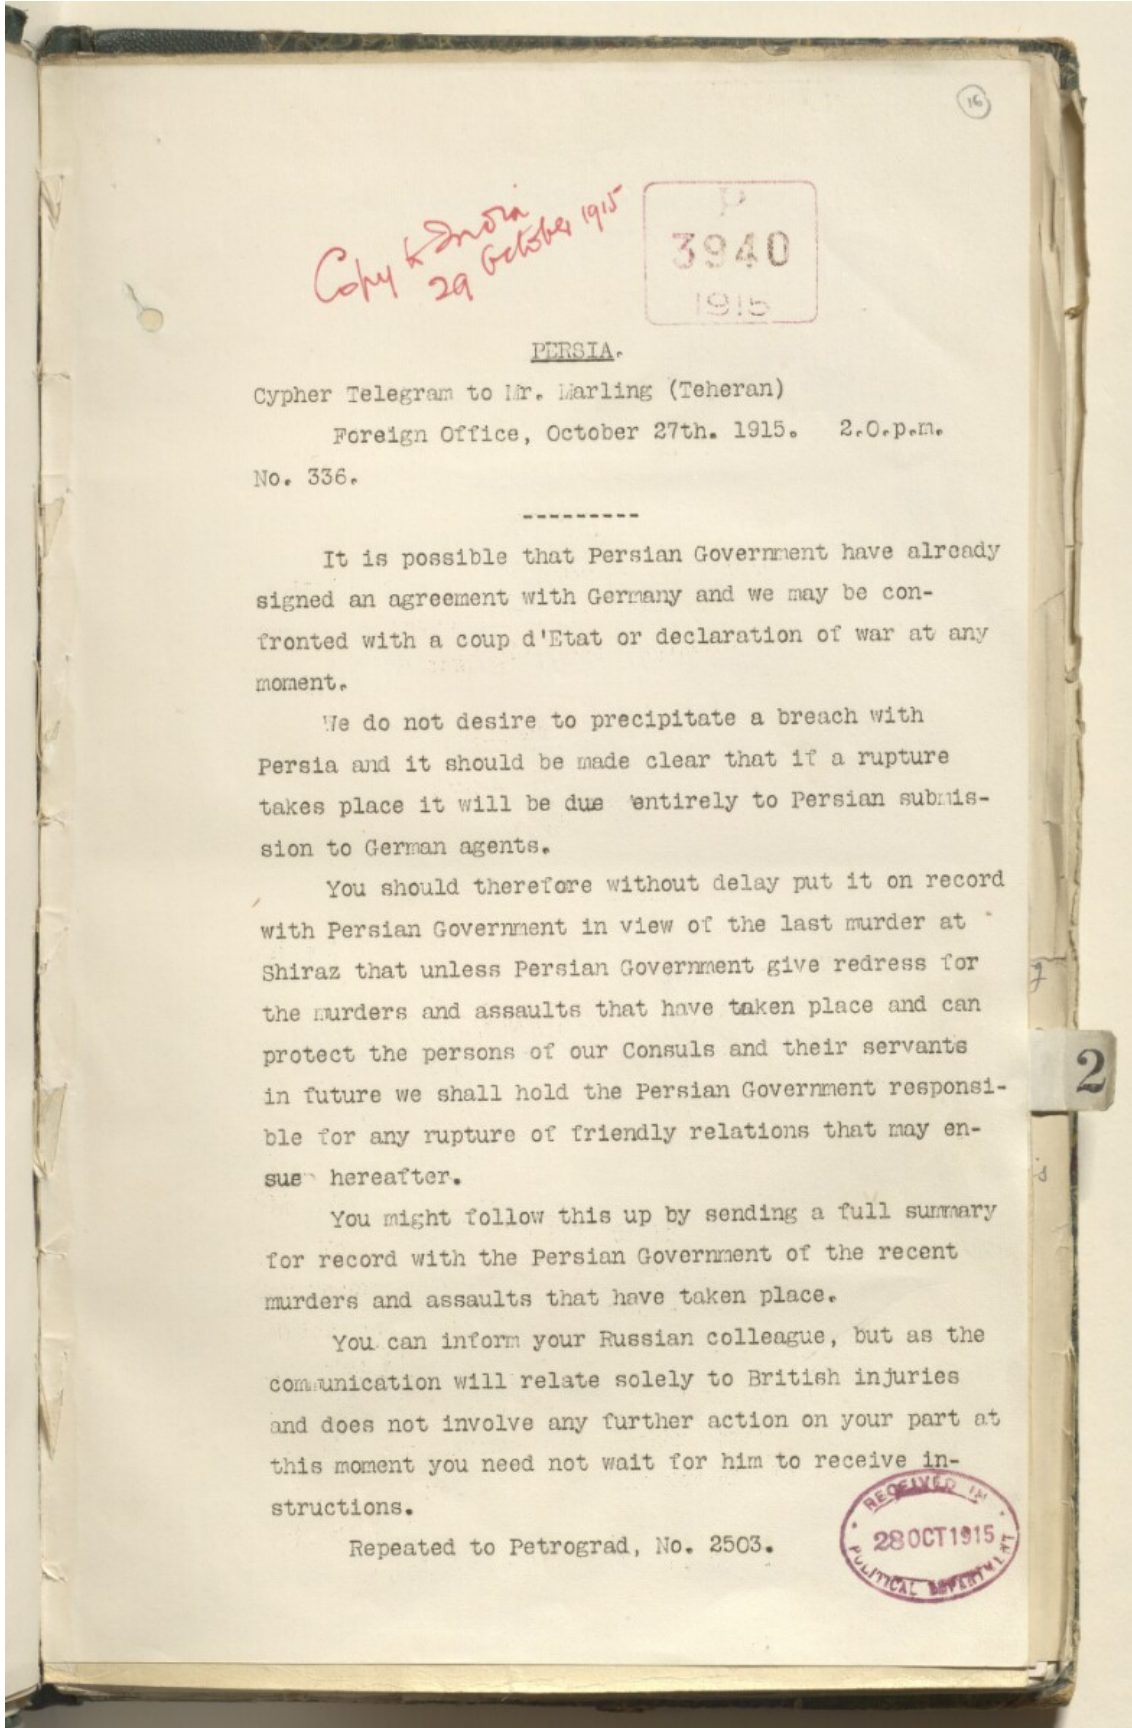 16
Copy to India
29 October 1915
P
3940
1915
PERSIA.
Cypher Telegram to Mr. Marling (Teheran)
Foreign Office, October 27th. 1915. 2.0.p.m.
No. 336.
---------
It is possible that Persian Government have already
signed an agreement with Germany and we may be con-
fronted with a coup d'Etat or declaration of war at any
moment.
We do not desire to precipitate a breach with
Persia and it should be made clear that if a rupture
takes place it will be due entirely to Persian submis-
sion to German agents.
You should therefore without delay put it on record
with Persian Government in view of the last murder at
Shiraz that unless Persian Government give redress for
the murders and assaults that have taken place and can
protect the persons of our Consuls and their servants
in future we shall hold the Persian Government responsi-
ble for any rupture of friendly relations that may en-
sue hereafter.
You might follow this up by sending a full summary
for record with the Persian Government of the recent
murders and assaults that have taken place.
You can inform your Russian colleague, but as the
communication will relate solely to British injuries
and does not involve any further action on your part at
this moment you need not wait for him to receive in-
structions.
Repeated to Petrograd, No. 2503.
RECEIVED IN
28 OCT 1915
POLITICAL DEPARTMENT
2